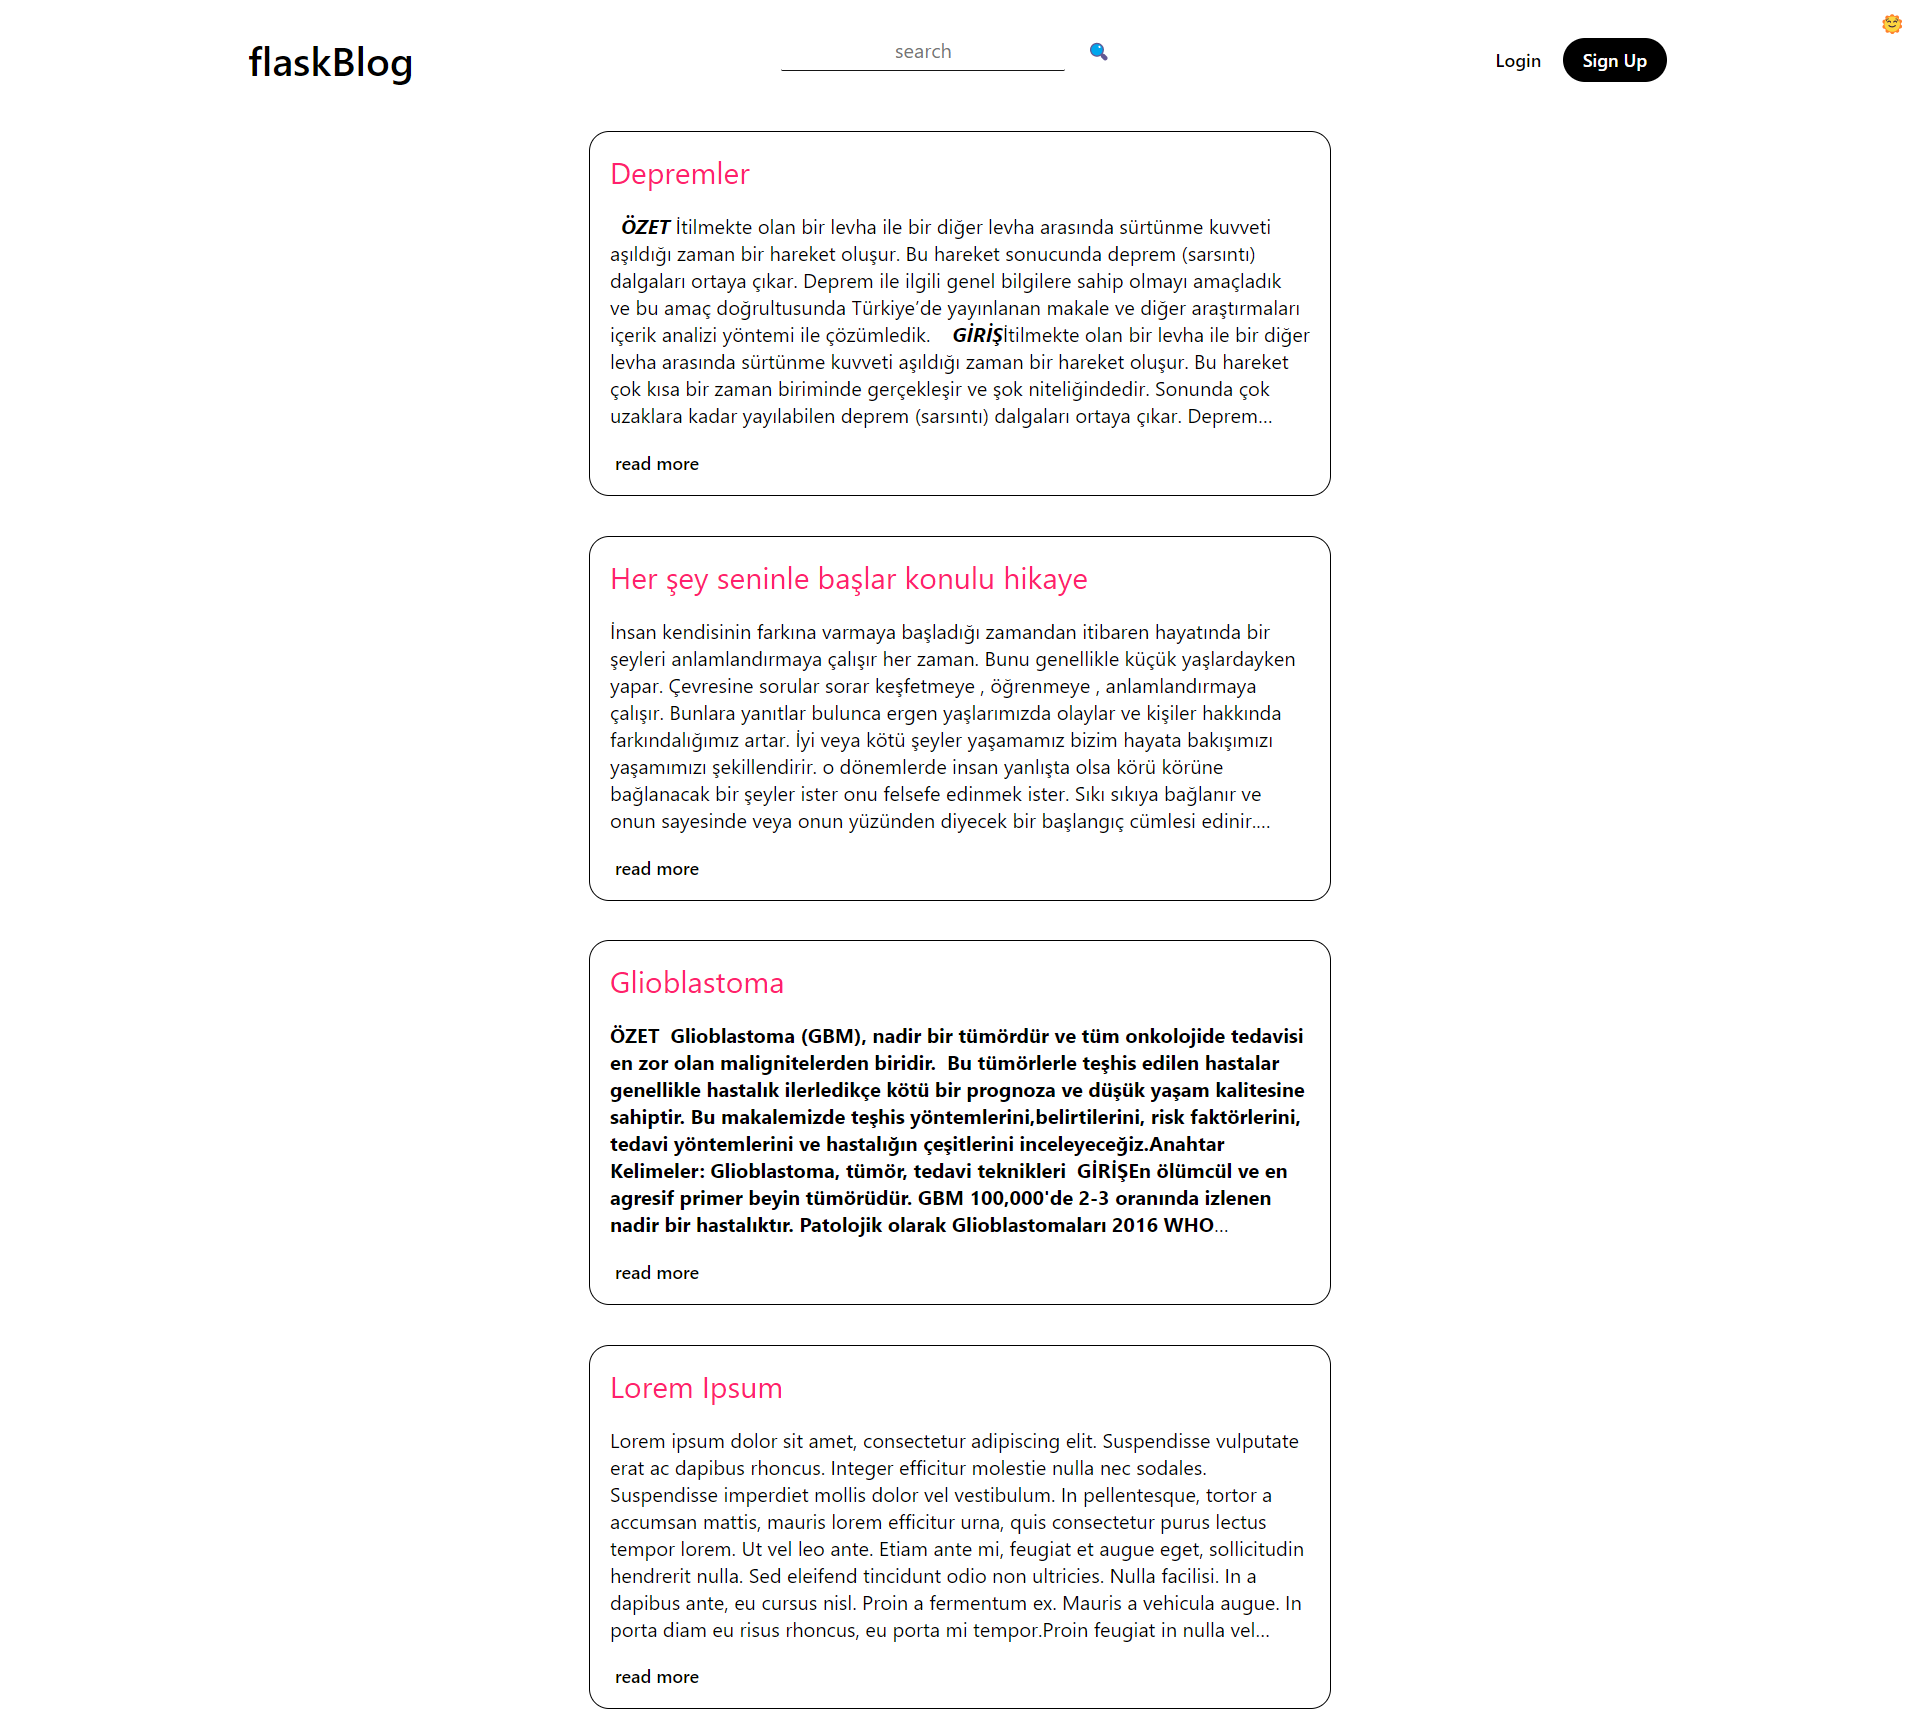 flaskBlog
search
Login
Sign Up
Depremler
ÖZET İtilmekte olan bir levha ile bir diğer levha arasında sürtünme kuvveti
aşıldığı zaman bir hareket oluşur. Bu hareket sonucunda deprem (sarsıntı)
dalgaları ortaya çıkar. Deprem ile ilgili genel bilgilere sahip olmayı amaçladık
ve bu amaç doğrultusunda Türkiye’de yayınlanan makale ve diğer araştırmaları
içerik analizi yöntemi ile çözümledik. GİRİŞİtilmekte olan bir levha ile bir diğer
levha arasında sürtünme kuvveti aşıldığı zaman bir hareket oluşur. Bu hareket
çok kısa bir zaman biriminde gerçekleşir ve şok niteliğindedir. Sonunda çok
uzaklara kadar yayılabilen deprem (sarsıntı) dalgaları ortaya çıkar. Deprem...
read more
Her şey seninle başlar konulu hikaye
İnsan kendisinin farkına varmaya başladığı zamandan itibaren hayatında bir
şeyleri anlamlandırmaya çalışır her zaman. Bunu genellikle küçük yaşlardayken
yapar. Çevresine sorular sorar keşfetmeye , öğrenmeye , anlamlandırmaya
çalışır. Bunlara yanıtlar bulunca ergen yaşlarımızda olaylar ve kişiler hakkında
farkındalığımız artar. İyi veya kötü şeyler yaşamamız bizim hayata bakışımızı
yaşamımızı şekillendirir. o dönemlerde insan yanlışta olsa körü körüne
bağlanacak bir şeyler ister onu felsefe edinmek ister. Sıkı sıkıya bağlanır ve
onun sayesinde veya onun yüzünden diyecek bir başlangıç cümlesi edinir....
read more
Glioblastoma
ÖZET Glioblastoma (GBM), nadir bir tümördür ve tüm onkolojide tedavisi
en zor olan malignitelerden biridir. Bu tümörlerle teşhis edilen hastalar
genellikle hastalık ilerledikçe kötü bir prognoza ve düşük yaşam kalitesine
sahiptir. Bu makalemizde teşhis yöntemlerini,belirtilerini, risk faktörlerini,
tedavi yöntemlerini ve hastalığın çeşitlerini inceleyeceğiz.Anahtar
Kelimeler: Glioblastoma, tümör, tedavi teknikleri GİRİŞEn ölümcül ve en
agresif primer beyin tümörüdür. GBM 100,000'de 2-3 oranında izlenen
nadir bir hastalıktır. Patolojik olarak Glioblastomaları 2016 WHO...
read more
Lorem Ipsum
Lorem ipsum dolor sit amet, consectetur adipiscing elit. Suspendisse vulputate
erat ac dapibus rhoncus. Integer efficitur molestie nulla nec sodales.
Suspendisse imperdiet mollis dolor vel vestibulum. In pellentesque, tortor a
accumsan mattis, mauris lorem efficitur urna, quis consectetur purus lectus
tempor lorem. Ut vel leo ante. Etiam ante mi, feugiat et augue eget, sollicitudin
hendrerit nulla. Sed eleifend tincidunt odio non ultricies. Nulla facilisi. In a
dapibus ante, eu cursus nisl. Proin a fermentum ex. Mauris a vehicula augue. In
porta diam eu risus rhoncus, eu porta mi tempor.Proin feugiat in nulla vel...
read more